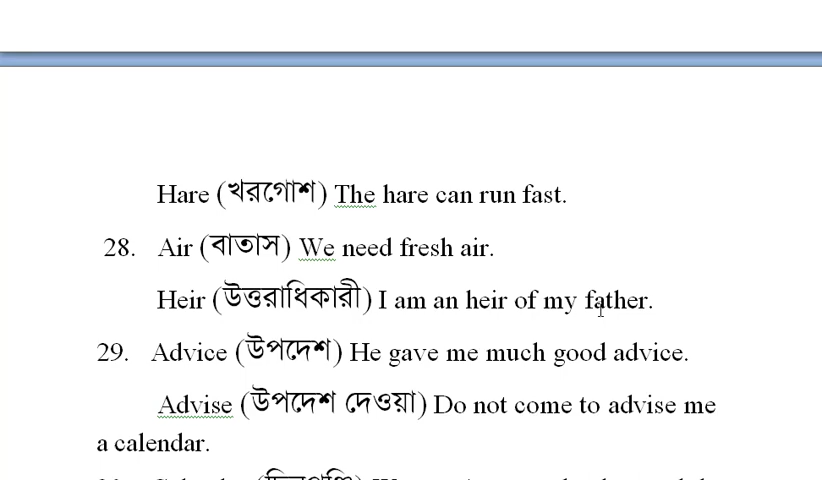 Hare (খরগোশ) The hare can run fast.
28. Air (বাতাস) We need fresh air.
Heir (উত্তরাধিকারী) I am an heir of my father.
29. Advice (উপদেশ) He gave me much good advice.
Advise (উপদেশ দেওয়া) Do not come to advise me
a calendar.